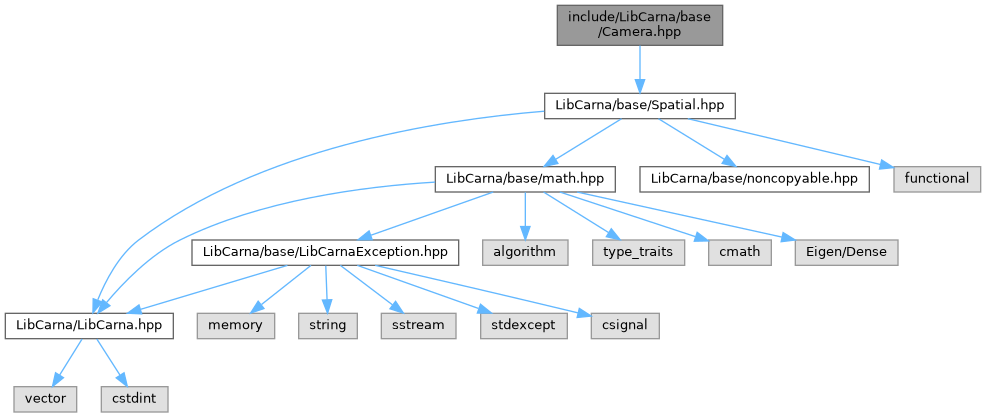 include/LibCarna/base
/Camera.hpp
LibCarna/base/Spatial.hpp
LibCarna/base/math.hpp
LibCarna/base/noncopyable.hpp
functional
LibCarna/base/LibCarnaException.hpp
algorithm
type_traits
cmath
Eigen/Dense
LibCarna/LibCarna.hpp
memory
string
sstream
stdexcept
csignal
vector
cstdint